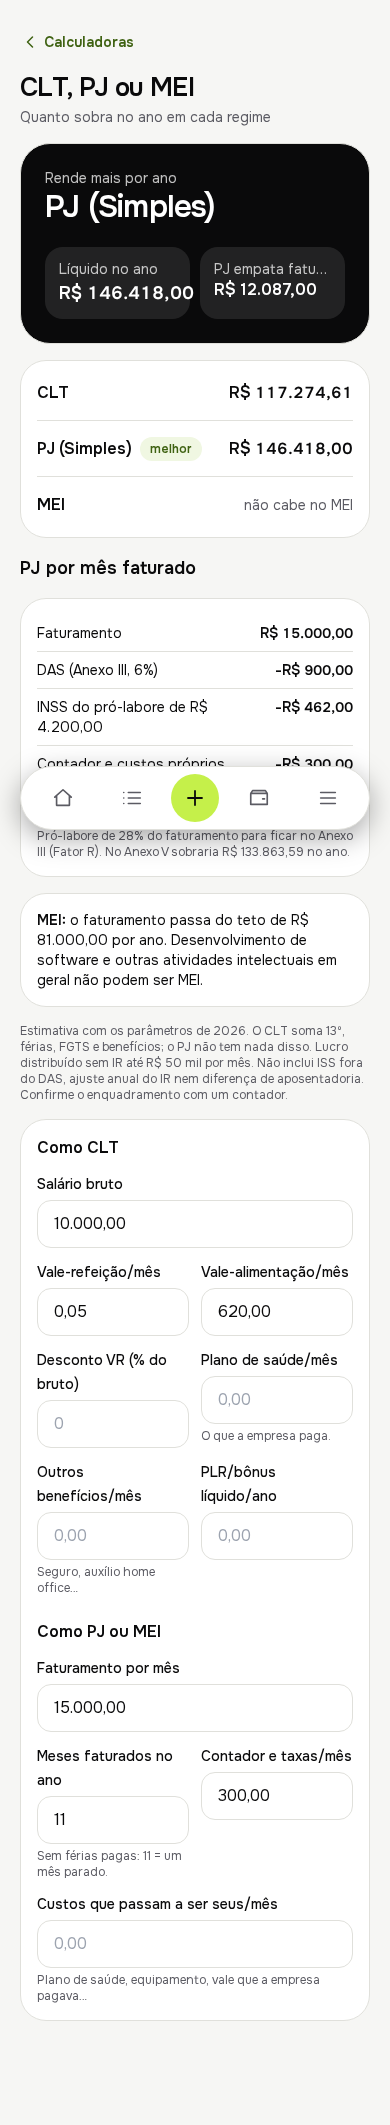 Calculadoras
CLT, PJ ou MEI
Quanto sobra no ano em cada regime
Rende mais por ano
PJ (Simples)
Líquido no ano
R$ 146.418,00
PJ empata fatu...
R$ 12.087,00
CLT R$ 117.274,61
PJ (Simples) melhor R$ 146.418,00
MEI não cabe no MEI
PJ por mês faturado
Faturamento R$ 15.000,00
DAS (Anexo III, 6%) -R$ 900,00
INSS do pró-labore de R$ -R$ 462,00
4.200,00
Contador e custos próprios -R$ 300,00
Pró-labore de 28% do faturamento para ficar no Anexo
III (Fator R). No Anexo V sobraria R$ 133.863,59 no ano.
MEI: o faturamento passa do teto de R$
81.000,00 por ano. Desenvolvimento de
software e outras atividades intelectuais em
geral não podem ser MEI.
Estimativa com os parâmetros de 2026. O CLT soma 13º,
férias, FGTS e benefícios; o PJ não tem nada disso. Lucro
distribuído sem IR até R$ 50 mil por mês. Não inclui ISS fora
do DAS, ajuste anual do IR nem diferença de aposentadoria.
Confirme o enquadramento com um contador.
Como CLT
Salário bruto
10.000,00
Vale-refeição/mês
0,05
Vale-alimentação/mês
620,00
Desconto VR (% do
bruto)
0
Plano de saúde/mês
0,00
O que a empresa paga.
Outros
benefícios/mês
0,00
Seguro, auxílio home
office...
PLR/bônus
líquido/ano
0,00
Como PJ ou MEI
Faturamento por mês
15.000,00
Meses faturados no
ano
11
Sem férias pagas: 11 = um
mês parado.
Contador e taxas/mês
300,00
Custos que passam a ser seus/mês
0,00
Plano de saúde, equipamento, vale que a empresa
pagava...